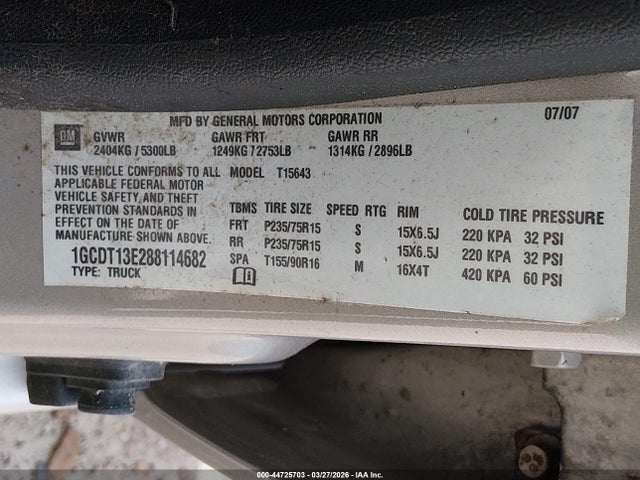 MFD BY GENERAL MOTORS CORPORATION 07/07
GM GVWR GAWR FRT GAWR RR
2404KG / 5300LB 1249KG / 2753LB 1314KG / 2896LB
THIS VEHICLE CONFORMS TO ALL MODEL T15643
APPLICABLE FEDERAL MOTOR
VEHICLE SAFETY, AND THEFT
PREVENTION STANDARDS IN
EFFECT ON THE DATE OF
MANUFACTURE SHOWN ABOVE.
1GCDT13E288114682
TYPE: TRUCK
TBMS TIRE SIZE SPEED RTG RIM COLD TIRE PRESSURE
FRT P235/75R15 S 15X6.5J 220 KPA 32 PSI
RR P235/75R15 S 15X6.5J 220 KPA 32 PSI
SPA T155/90R16 M 16X4T 420 KPA 60 PSI
000-44725703 - 03/27/2026 - IAA Inc.